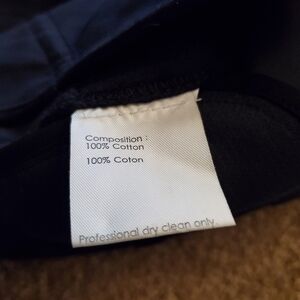 Composition :
100% Cotton
100% Coton
Professional dry clean only.